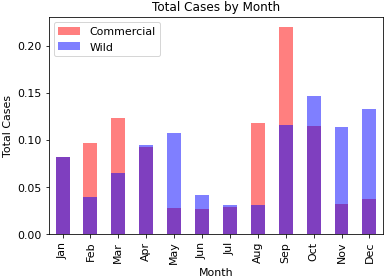 Total Cases by Month
Commercial
Wild
Total Cases
0.20
0.15
0.10
0.05
0.00
Jan
Feb
Mar
Apr
May
Jun
Jul
Aug
Sep
Oct
Nov
Dec
Month